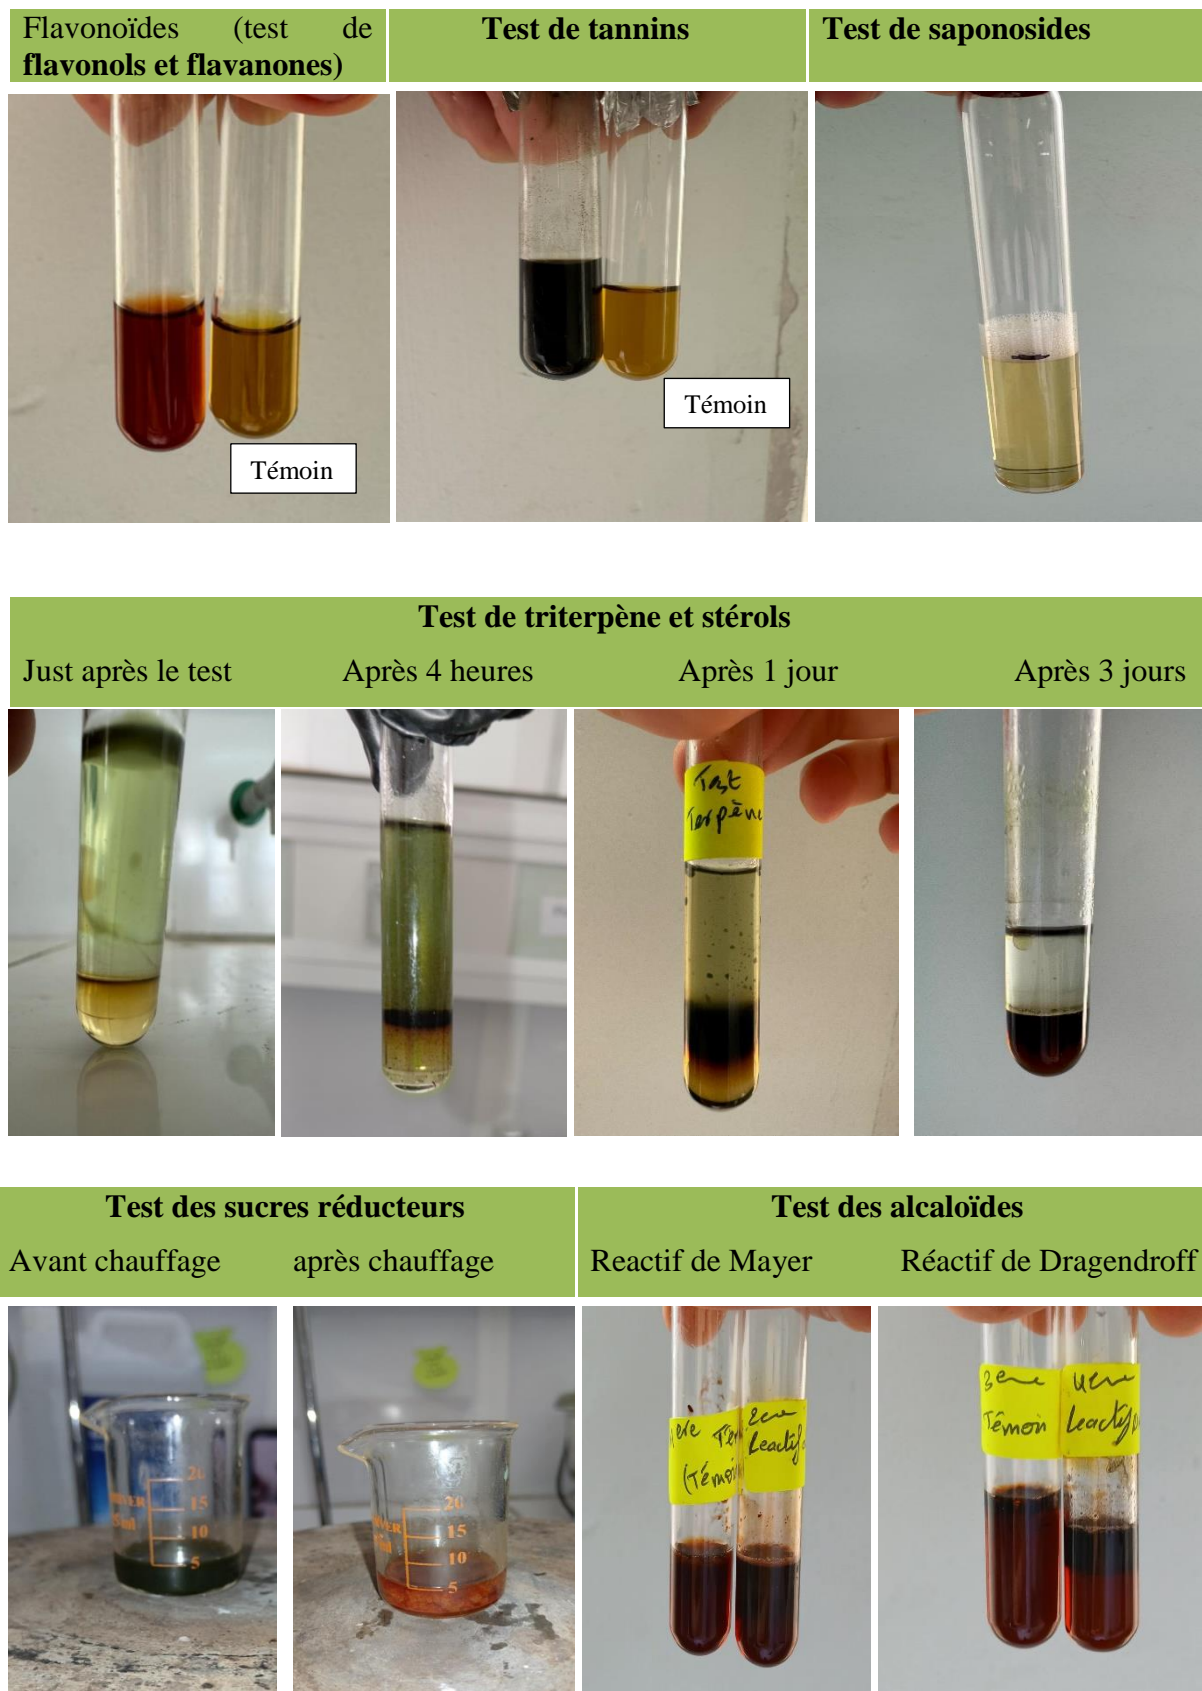 Flavonoïdes (test de
flavonols et flavanones)
Test de tannins
Test de saponosides
Témoin
Témoin
Test de triterpène et stérols
Just après le test
Après 4 heures
Après 1 jour
Après 3 jours
Test
Terpène
Test des sucres réducteurs
Test des alcaloïdes
Avant chauffage
après chauffage
Reactif de Mayer
Réactif de Dragendroff
20
15
10
5
20
15
10
5
(Témoin
3eme
Témoin